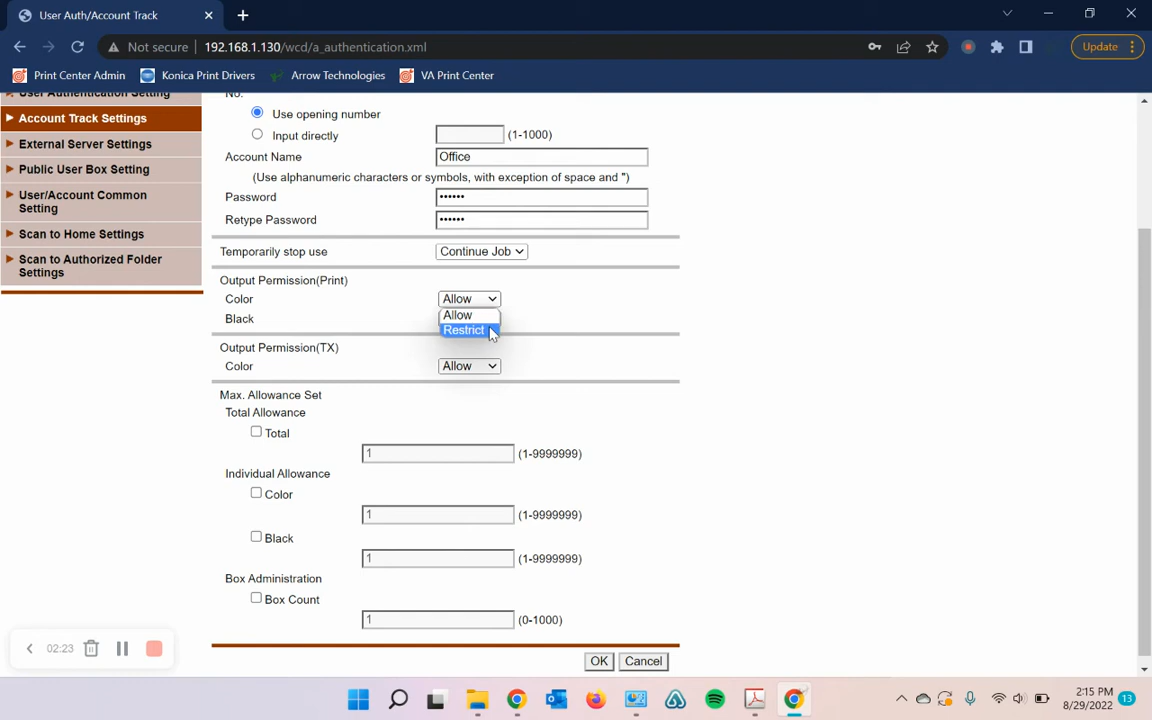 User Auth/Account Track
Not secure 192.168.1.130/wcd/a_authentication.xml
Update
Print Center Admin Konica Print Drivers Arrow Technologies VA Print Center
User Authentication Setting
Account Track Settings
External Server Settings
Public User Box Setting
User/Account Common
Setting
Scan to Home Settings
Scan to Authorized Folder
Settings
No.
Use opening number
Input directly (1-1000)
Account Name Office
(Use alphanumeric characters or symbols, with exception of space and ")
Password ••••••
Retype Password ••••••
Temporarily stop use Continue Job
Output Permission(Print)
Color Allow
Allow
Black
Restrict
Output Permission(TX)
Color Allow
Max. Allowance Set
Total Allowance
Total
1 (1-9999999)
Individual Allowance
Color
1 (1-9999999)
Black
1 (1-9999999)
Box Administration
Box Count
1 (0-1000)
OK Cancel
02:23
2:15 PM
8/29/2022
13